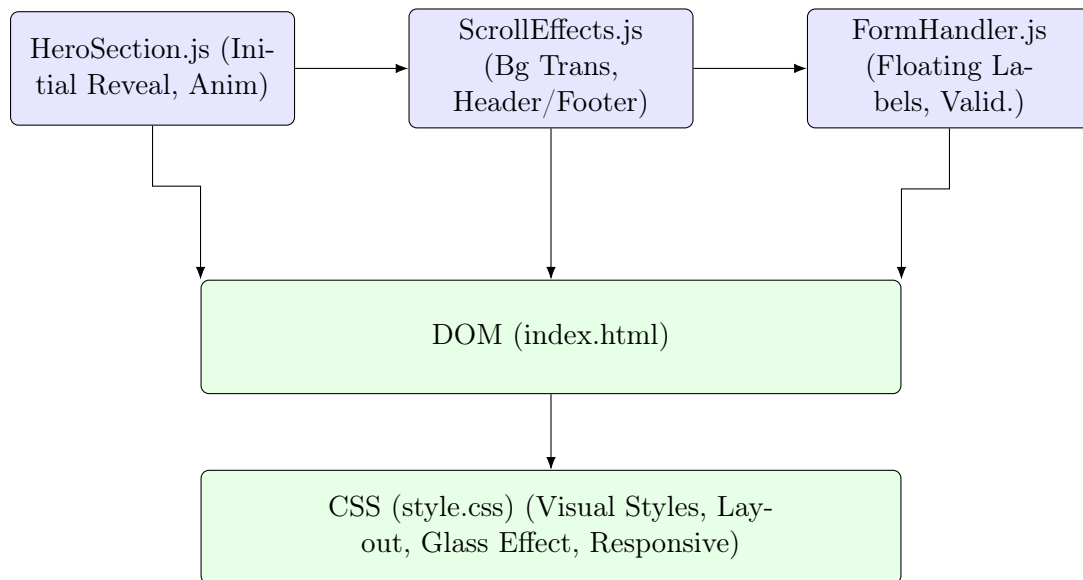 HeroSection.js (Ini-
tial Reveal, Anim)
ScrollEffects.js
(Bg Trans,
Header/Footer)
FormHandler.js
(Floating La-
bels, Valid.)
DOM (index.html)
CSS (style.css) (Visual Styles, Lay-
out, Glass Effect, Responsive)